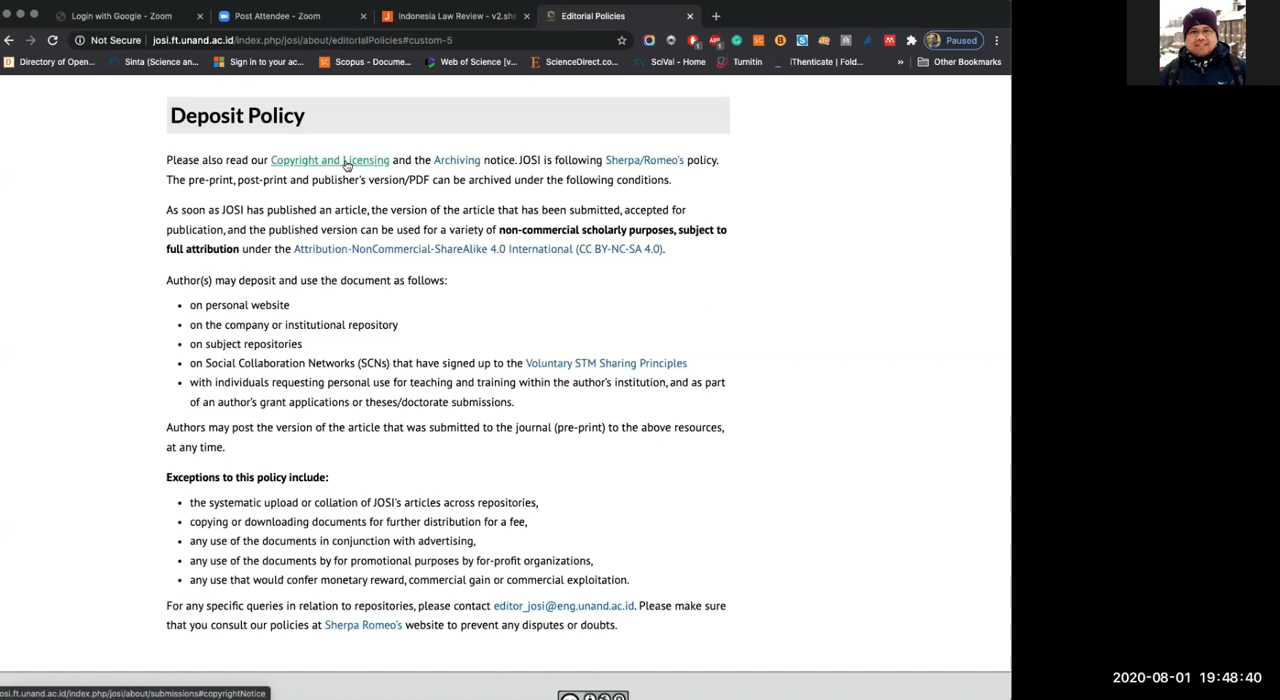 Login with Google - Zoom
Post Attendee - Zoom
Indonesia Law Review - v2.she
Editorial Policies
Not Secure
josi.ft.unand.ac.id/index.php/josi/about/editorialPolicies#custom-5
Paused
Directory of Open...
Sinta (Science an...
Sign in to your ac...
Scopus - Docume...
Web of Science [v...
ScienceDirect.co...
SciVal - Home
Turnitin
iThenticate | Fold...
»
Other Bookmarks
Deposit Policy
Please also read our Copyright and Licensing and the Archiving notice. JOSI is following Sherpa/Romeo's policy.
The pre-print, post-print and publisher's version/PDF can be archived under the following conditions.
As soon as JOSI has published an article, the version of the article that has been submitted, accepted for
publication, and the published version can be used for a variety of non-commercial scholarly purposes, subject to
full attribution under the Attribution-NonCommercial-ShareAlike 4.0 International (CC BY-NC-SA 4.0).
Author(s) may deposit and use the document as follows:
• on personal website
• on the company or institutional repository
• on subject repositories
• on Social Collaboration Networks (SCNs) that have signed up to the Voluntary STM Sharing Principles
• with individuals requesting personal use for teaching and training within the author's institution, and as part
of an author's grant applications or theses/doctorate submissions.
Authors may post the version of the article that was submitted to the journal (pre-print) to the above resources,
at any time.
Exceptions to this policy include:
• the systematic upload or collation of JOSI's articles across repositories,
• copying or downloading documents for further distribution for a fee,
• any use of the documents in conjunction with advertising,
• any use of the documents by for promotional purposes by for-profit organizations,
• any use that would confer monetary reward, commercial gain or commercial exploitation.
For any specific queries in relation to repositories, please contact editor_josi@eng.unand.ac.id. Please make sure
that you consult our policies at Sherpa Romeo's website to prevent any disputes or doubts.
josi.ft.unand.ac.id/index.php/josi/about/submissions#copyrightNotice
2020-08-01 19:48:40